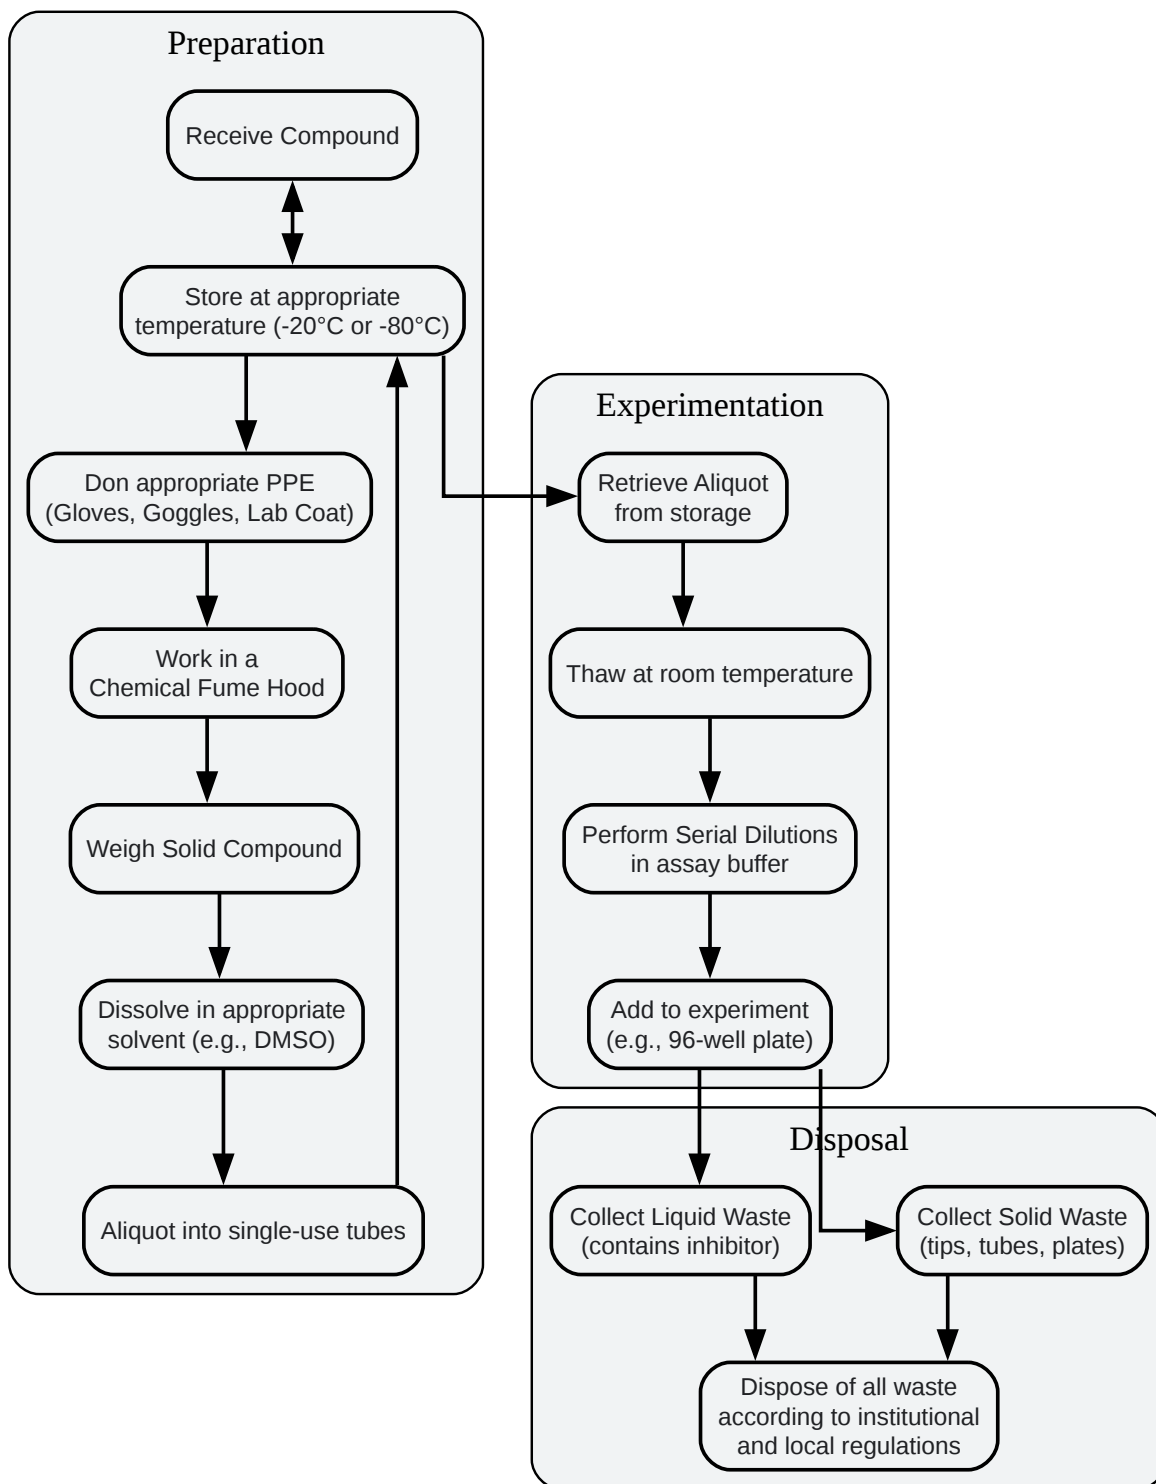 Preparation
Receive Compound
Store at appropriate
temperature (-20°C or -80°C)
Don appropriate PPE
(Gloves, Goggles, Lab Coat)
Work in a
Chemical Fume Hood
Weigh Solid Compound
Dissolve in appropriate
solvent (e.g., DMSO)
Aliquot into single-use tubes
Experimentation
Retrieve Aliquot
from storage
Thaw at room temperature
Perform Serial Dilutions
in assay buffer
Add to experiment
(e.g., 96-well plate)
Disposal
Collect Liquid Waste
(contains inhibitor)
Collect Solid Waste
(tips, tubes, plates)
Dispose of all waste
according to institutional
and local regulations